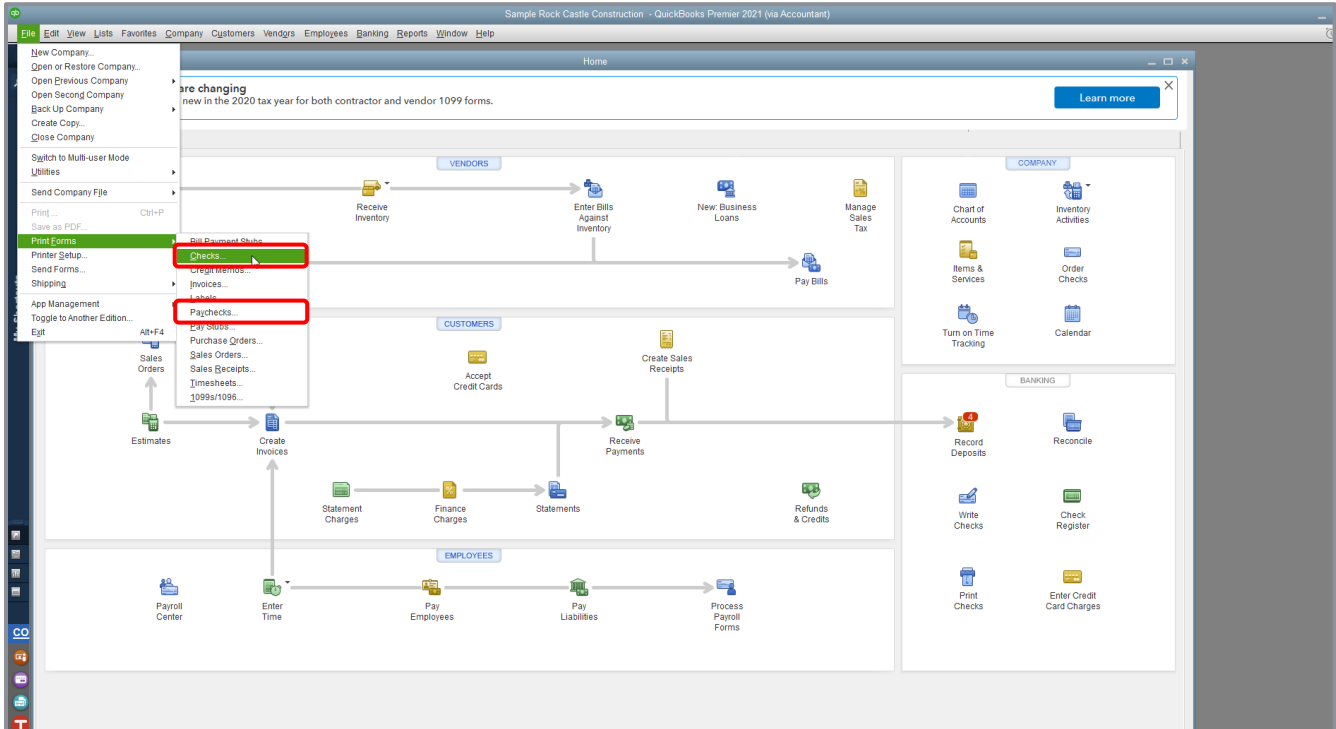 Sample Rock Castle Construction - QuickBooks Premier 2021 (via Accountant)
File Edit View Lists Favorites Company Customers Vendors Employees Banking Reports Window Help
New Company...
Open or Restore Company...
Open Previous Company
Open Second Company
Back Up Company
Create Copy...
Close Company
Switch to Multi-user Mode
Utilities
Send Company File
Print ... Ctrl+P
Save as PDF...
Print Forms
Printer Setup...
Send Forms...
Shipping
App Management
Toggle to Another Edition...
Exit Alt+F4
Bill Payment Stubs...
Checks...
Credit Memos...
Invoices...
Labels...
Paychecks...
Pay Stubs...
Purchase Orders...
Sales Orders...
Sales Receipts...
Timesheets...
1099s/1096...
Home
are changing
new in the 2020 tax year for both contractor and vendor 1099 forms.
Learn more
VENDORS
Receive
Inventory
Enter Bills
Against
Inventory
New: Business
Loans
Manage
Sales
Tax
Pay Bills
CUSTOMERS
Sales
Orders
Accept
Credit Cards
Create Sales
Receipts
Estimates
Create
Invoices
Receive
Payments
Statement
Charges
Finance
Charges
Statements
Refunds
& Credits
EMPLOYEES
Payroll
Center
Enter
Time
Pay
Employees
Pay
Liabilities
Process
Payroll
Forms
COMPANY
Chart of
Accounts
Inventory
Activities
Items &
Services
Order
Checks
Turn on Time
Tracking
Calendar
BANKING
4
Record
Deposits
Reconcile
Write
Checks
Check
Register
Print
Checks
Enter Credit
Card Charges
CO